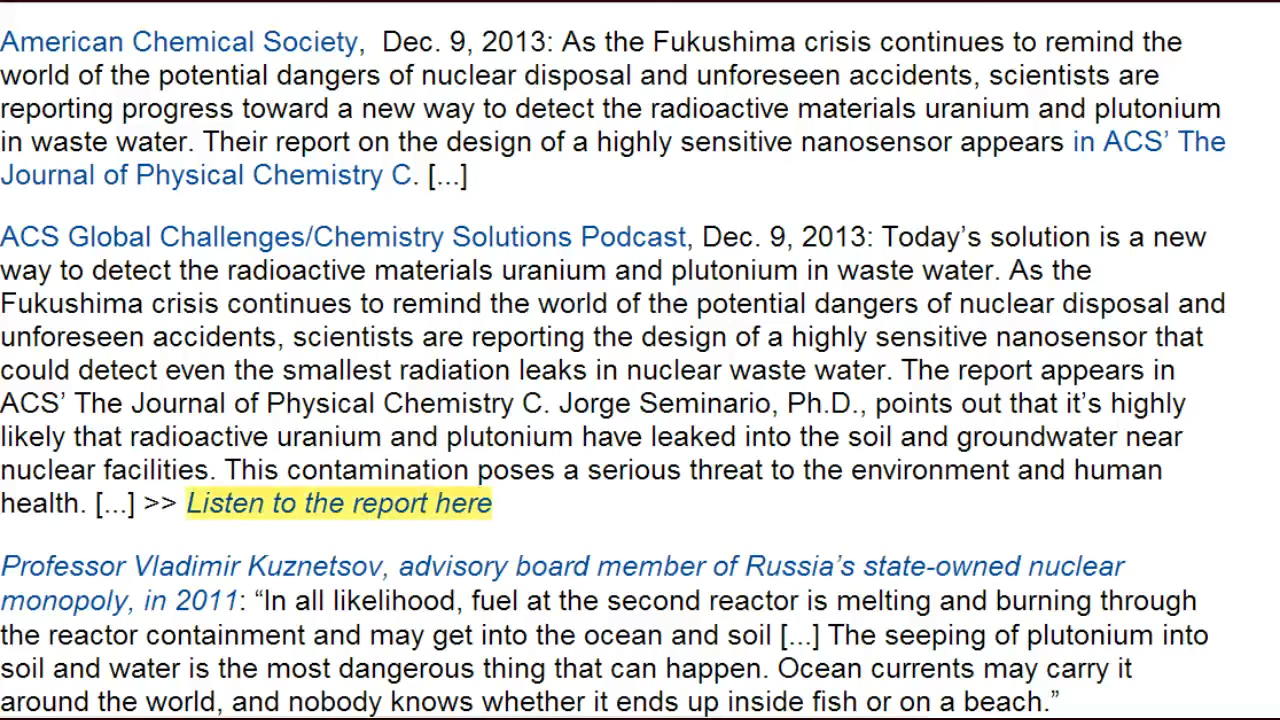 American Chemical Society,  Dec. 9, 2013: As the Fukushima crisis continues to remind the
world of the potential dangers of nuclear disposal and unforeseen accidents, scientists are
reporting progress toward a new way to detect the radioactive materials uranium and plutonium
in waste water. Their report on the design of a highly sensitive nanosensor appears in ACS’ The
Journal of Physical Chemistry C. [...]
ACS Global Challenges/Chemistry Solutions Podcast, Dec. 9, 2013: Today’s solution is a new
way to detect the radioactive materials uranium and plutonium in waste water. As the
Fukushima crisis continues to remind the world of the potential dangers of nuclear disposal and
unforeseen accidents, scientists are reporting the design of a highly sensitive nanosensor that
could detect even the smallest radiation leaks in nuclear waste water. The report appears in
ACS’ The Journal of Physical Chemistry C. Jorge Seminario, Ph.D., points out that it’s highly
likely that radioactive uranium and plutonium have leaked into the soil and groundwater near
nuclear facilities. This contamination poses a serious threat to the environment and human
health. [...] >> Listen to the report here
Professor Vladimir Kuznetsov, advisory board member of Russia’s state-owned nuclear
monopoly, in 2011: “In all likelihood, fuel at the second reactor is melting and burning through
the reactor containment and may get into the ocean and soil [...] The seeping of plutonium into
soil and water is the most dangerous thing that can happen. Ocean currents may carry it
around the world, and nobody knows whether it ends up inside fish or on a beach.”